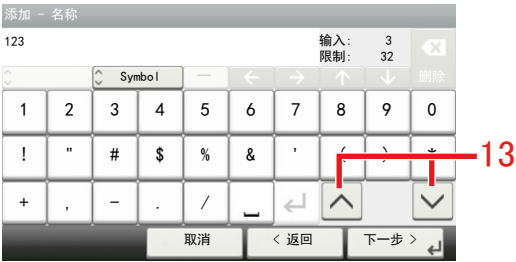 添加 - 名称
123
输入: 3
限制: 32
删除
Symbol
1 2 3 4 5 6 7 8 9 0
! " # $ % & ' ( ) *
13
+ , - . /
取消 < 返回 下一步 >